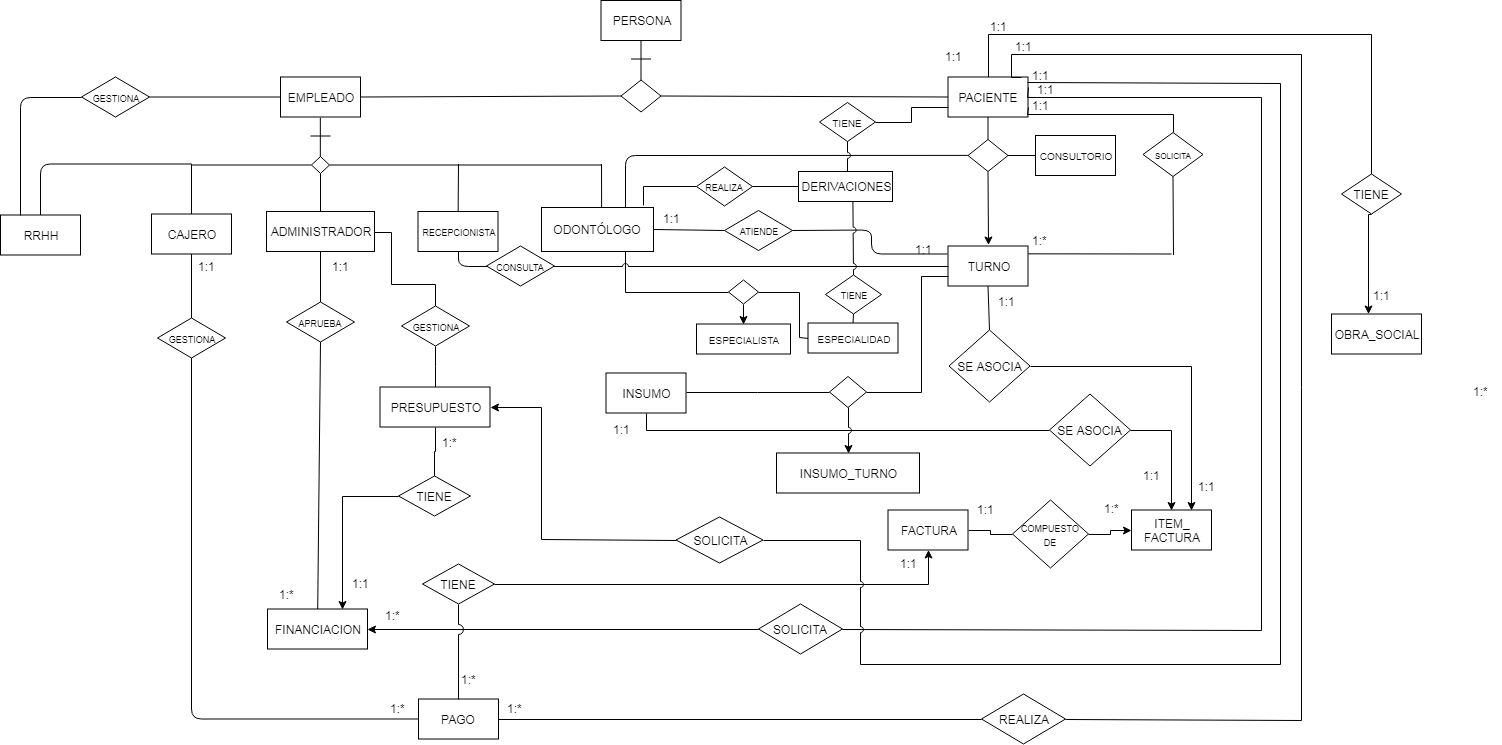 PERSONA
1:1
1:1
1:1
1:1
1:1
1:1
1:1
GESTIONA
EMPLEADO
PACIENTE
TIENE
CONSULTORIO
SOLICITA
REALIZA
DERIVACIONES
TIENE
RRHH
CAJERO
ADMINISTRADOR
RECEPCIONISTA
ODONTÓLOGO
1:1
ATIENDE
1:1
1:*
CONSULTA
TURNO
1:1
1:1
TIENE
1:1
1:1
APRUEBA
GESTIONA
GESTIONA
ESPECIALISTA
ESPECIALIDAD
OBRA_SOCIAL
SE ASOCIA
PRESUPUESTO
INSUMO
1:*
1:1
SE ASOCIA
1:*
INSUMO_TURNO
1:1
1:1
TIENE
1:1
1:*
FACTURA
COMPUESTO
DE
ITEM_
FACTURA
SOLICITA
1:1
TIENE
1:1
1:*
1:*
FINANCIACION
SOLICITA
1:*
1:*
1:*
PAGO
REALIZA